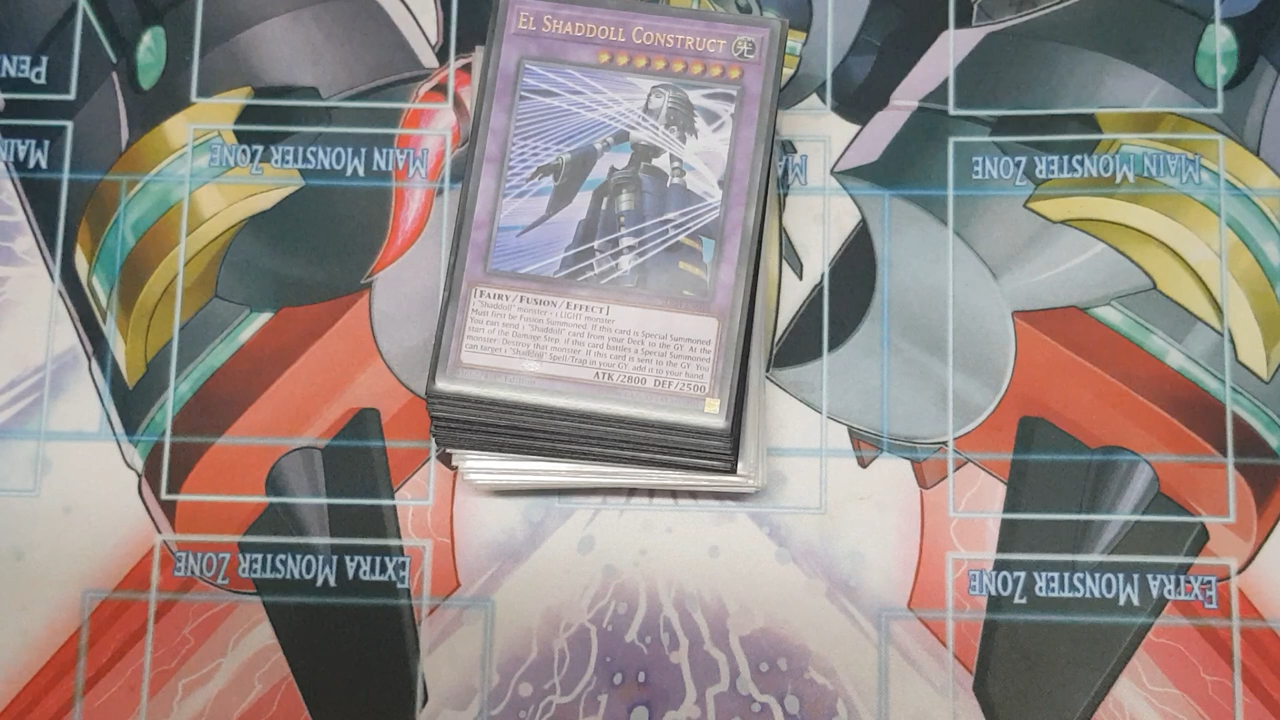 EL SHADDOLL CONSTRUCT
[FAIRY/FUSION/EFFECT]
1 "Shaddoll" monster + 1 LIGHT monster
Must first be Fusion Summoned. If this card is Special Summoned:
You can send 1 "Shaddoll" card from your Deck to the GY. At the
start of the Damage Step, if this card battles a Special Summoned
monster: Destroy that monster. If this card is sent to the GY: You
can target 1 "Shaddoll" Spell/Trap in your GY; add it to your hand.
ATK/2800 DEF/2500
Edition
PEN
MAIN
MAIN MONSTER ZONE
MA
MAIN MONSTER ZONE
EXTRA MONSTER ZONE
EXTRA MONSTER ZONE